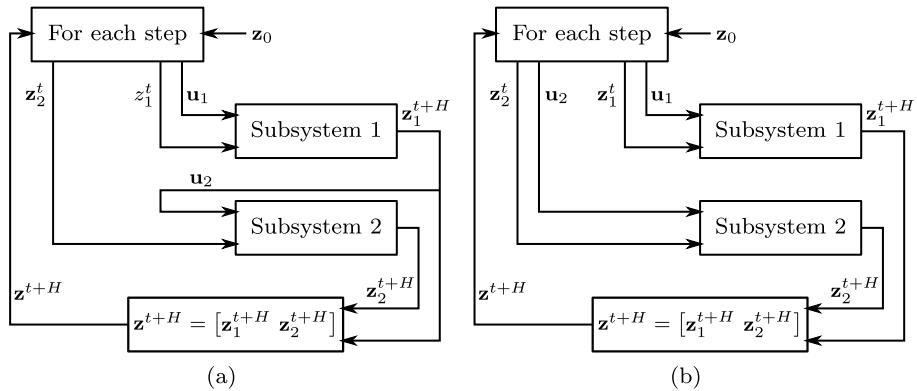 For each step
z₀
z₂ᵗ
z₁ᵗ
u₁
z₁ᵗ⁺ᴴ
Subsystem 1
u₂
Subsystem 2
z₂ᵗ⁺ᴴ
zᵗ⁺ᴴ
zᵗ⁺ᴴ = [z₁ᵗ⁺ᴴ z₂ᵗ⁺ᴴ]
(a)
For each step
z₀
z₂ᵗ
u₂
z₁ᵗ
u₁
z₁ᵗ⁺ᴴ
Subsystem 1
Subsystem 2
z₂ᵗ⁺ᴴ
zᵗ⁺ᴴ
zᵗ⁺ᴴ = [z₁ᵗ⁺ᴴ z₂ᵗ⁺ᴴ]
(b)